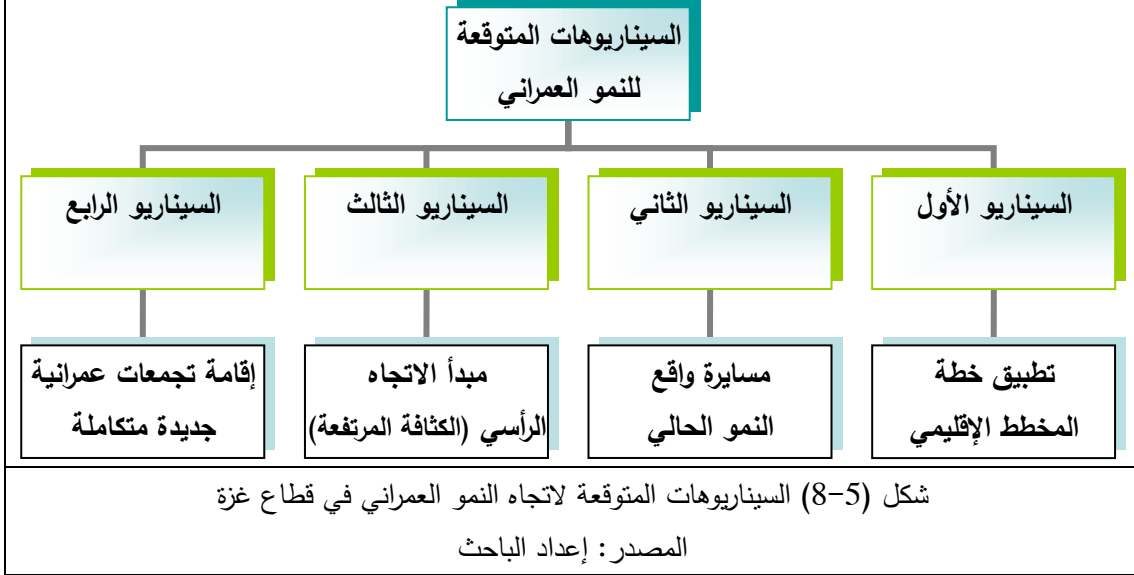 السيناريوهات المتوقعة
للنمو العمراني
السيناريو الأول
السيناريو الثاني
السيناريو الثالث
السيناريو الرابع
تطبيق خطة
المخطط الإقليمي
مسايرة واقع
النمو الحالي
مبدأ الاتجاه
الرأسي (الكثافة المرتفعة)
إقامة تجمعات عمرانية
جديدة متكاملة
شكل (5-8) السيناريوهات المتوقعة لاتجاه النمو العمراني في قطاع غزة
المصدر: إعداد الباحث